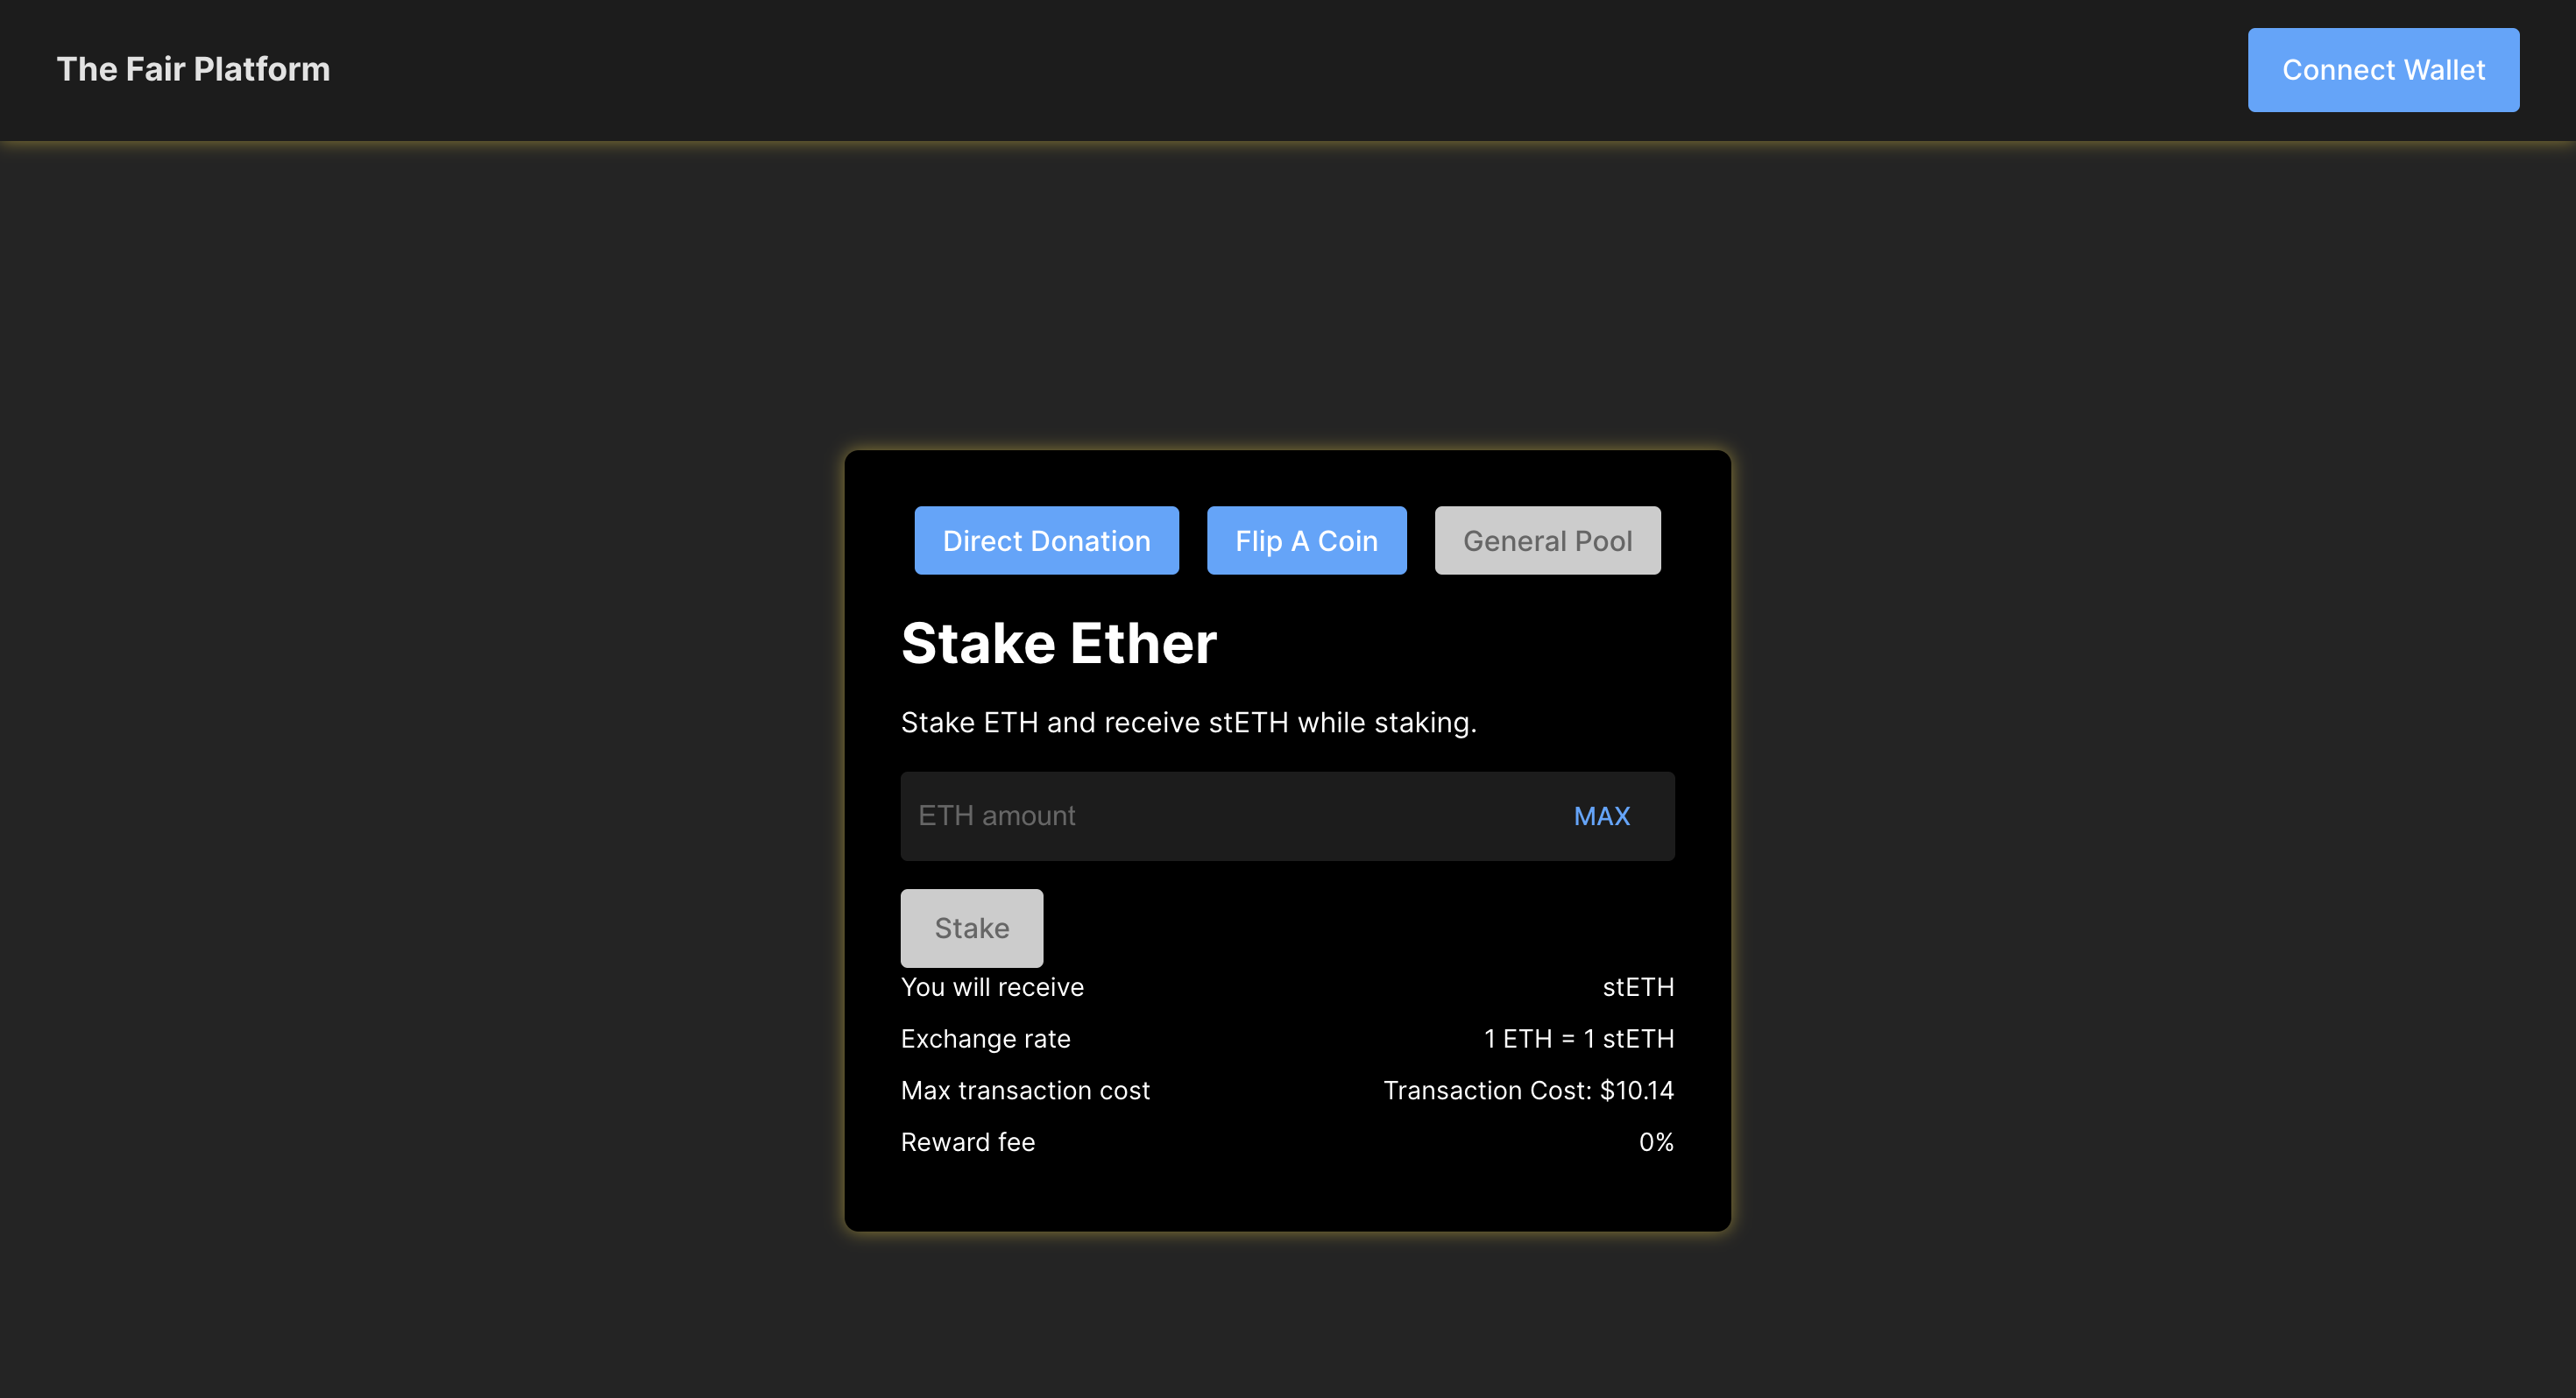 The Fair Platform
Connect Wallet
Direct Donation
Flip A Coin
General Pool
Stake Ether
Stake ETH and receive stETH while staking.
ETH amount
MAX
Stake
You will receive
stETH
Exchange rate
1 ETH = 1 stETH
Max transaction cost
Transaction Cost: $10.14
Reward fee
0%